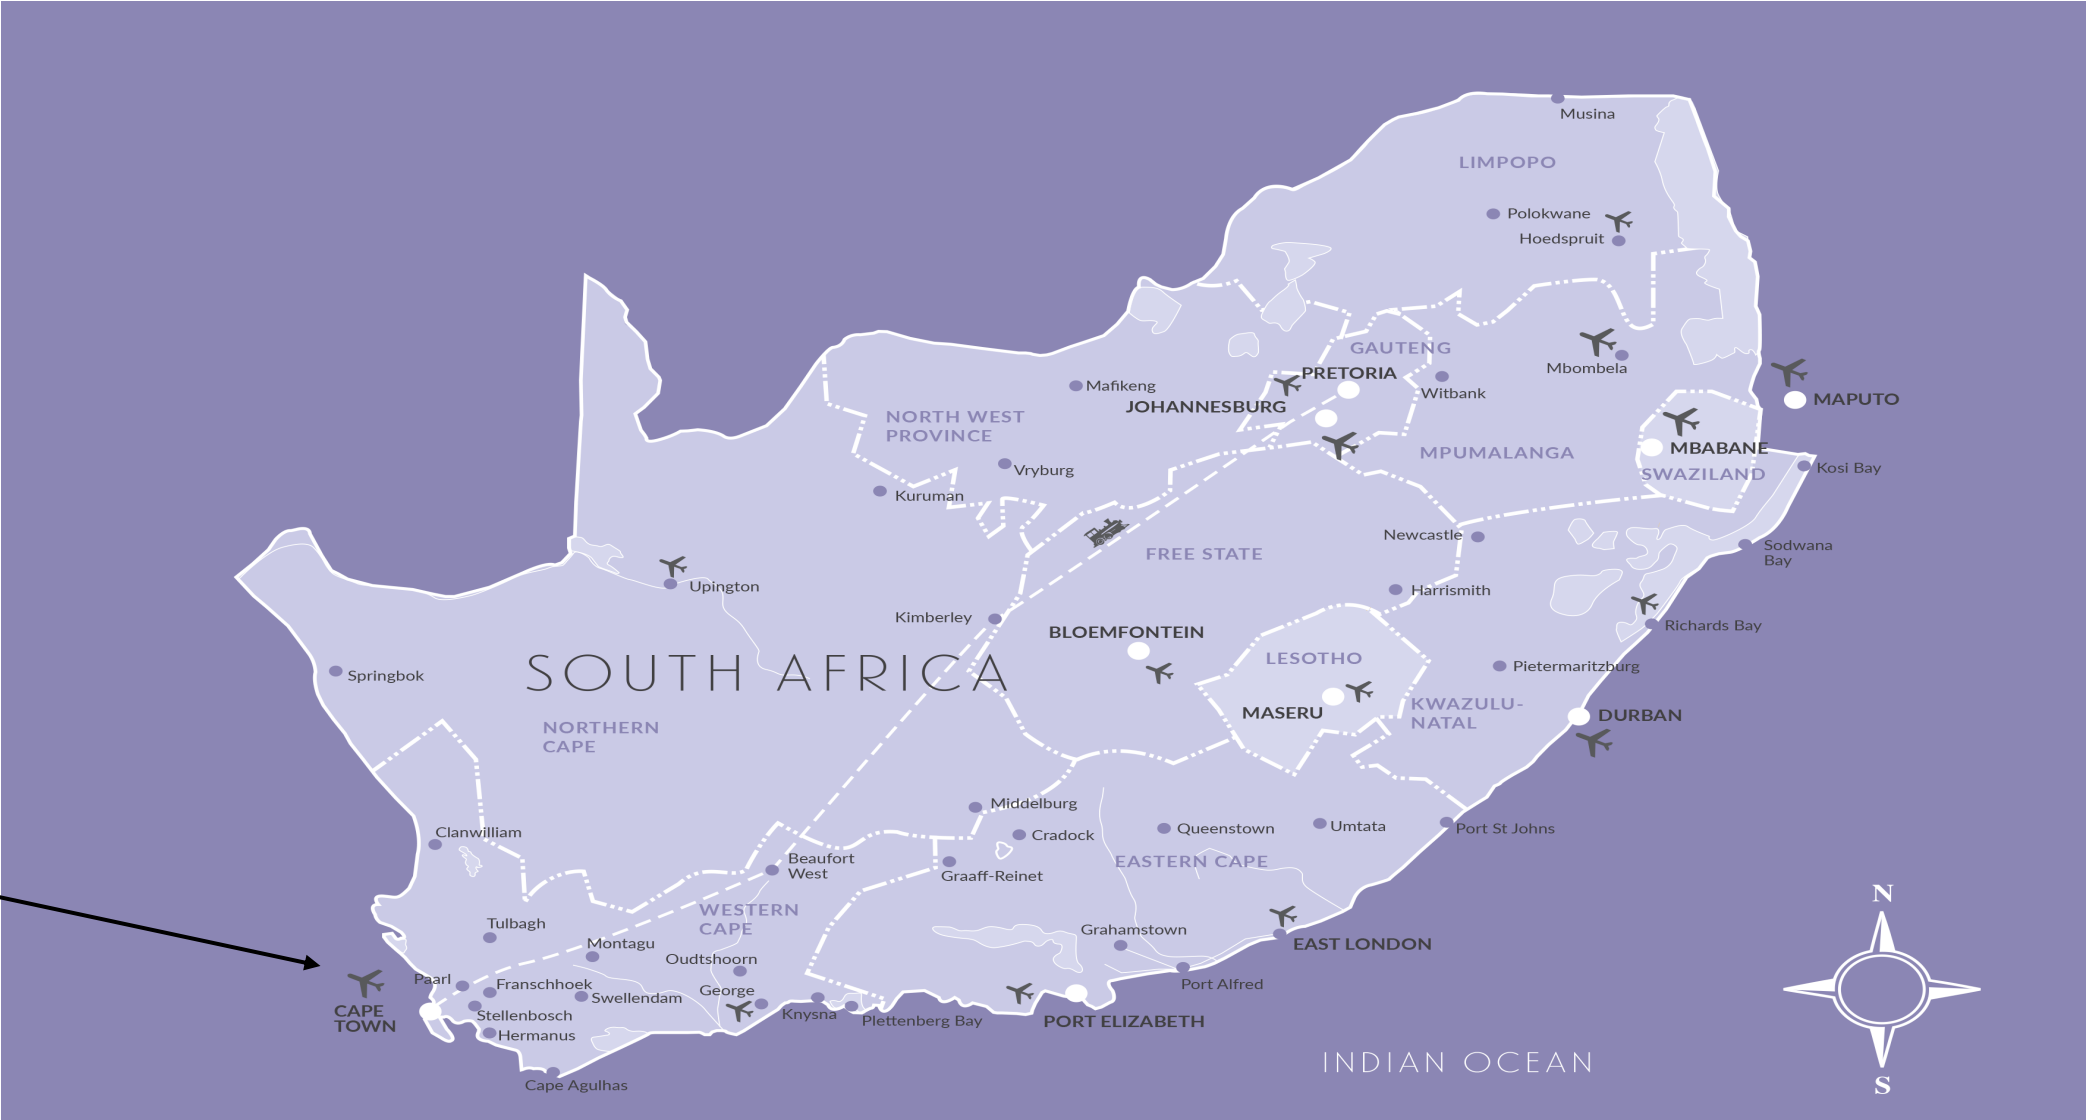 Musina
LIMPOPO
Polokwane
Hoedspruit
GAUTENG
PRETORIA
Mbombela
Mafikeng
Witbank
JOHANNESBURG
MAPUTO
NORTH WEST
PROVINCE
MPUMALANGA
MBABANE
Vryburg
SWAZILAND
Kosi Bay
Kuruman
Newcastle
Sodwana
Bay
FREE STATE
Upington
Harrismith
Kimberley
Richards Bay
BLOEMFONTEIN
LESOTHO
Pietermaritzburg
SOUTH AFRICA
Springbok
KWAZULU-
NATAL
MASERU
DURBAN
NORTHERN
CAPE
Middelburg
Clanwilliam
Cradock
Queenstown
Umtata
Port St Johns
Beaufort
West
EASTERN CAPE
Graaff-Reinet
N
WESTERN
CAPE
Tulbagh
Grahamstown
Montagu
EAST LONDON
Oudtshoorn
Paarl
Franschhoek
George
Swellendam
Port Alfred
CAPE
TOWN
Stellenbosch
Knysna
Plettenberg Bay
PORT ELIZABETH
Hermanus
INDIAN OCEAN
Cape Agulhas
S